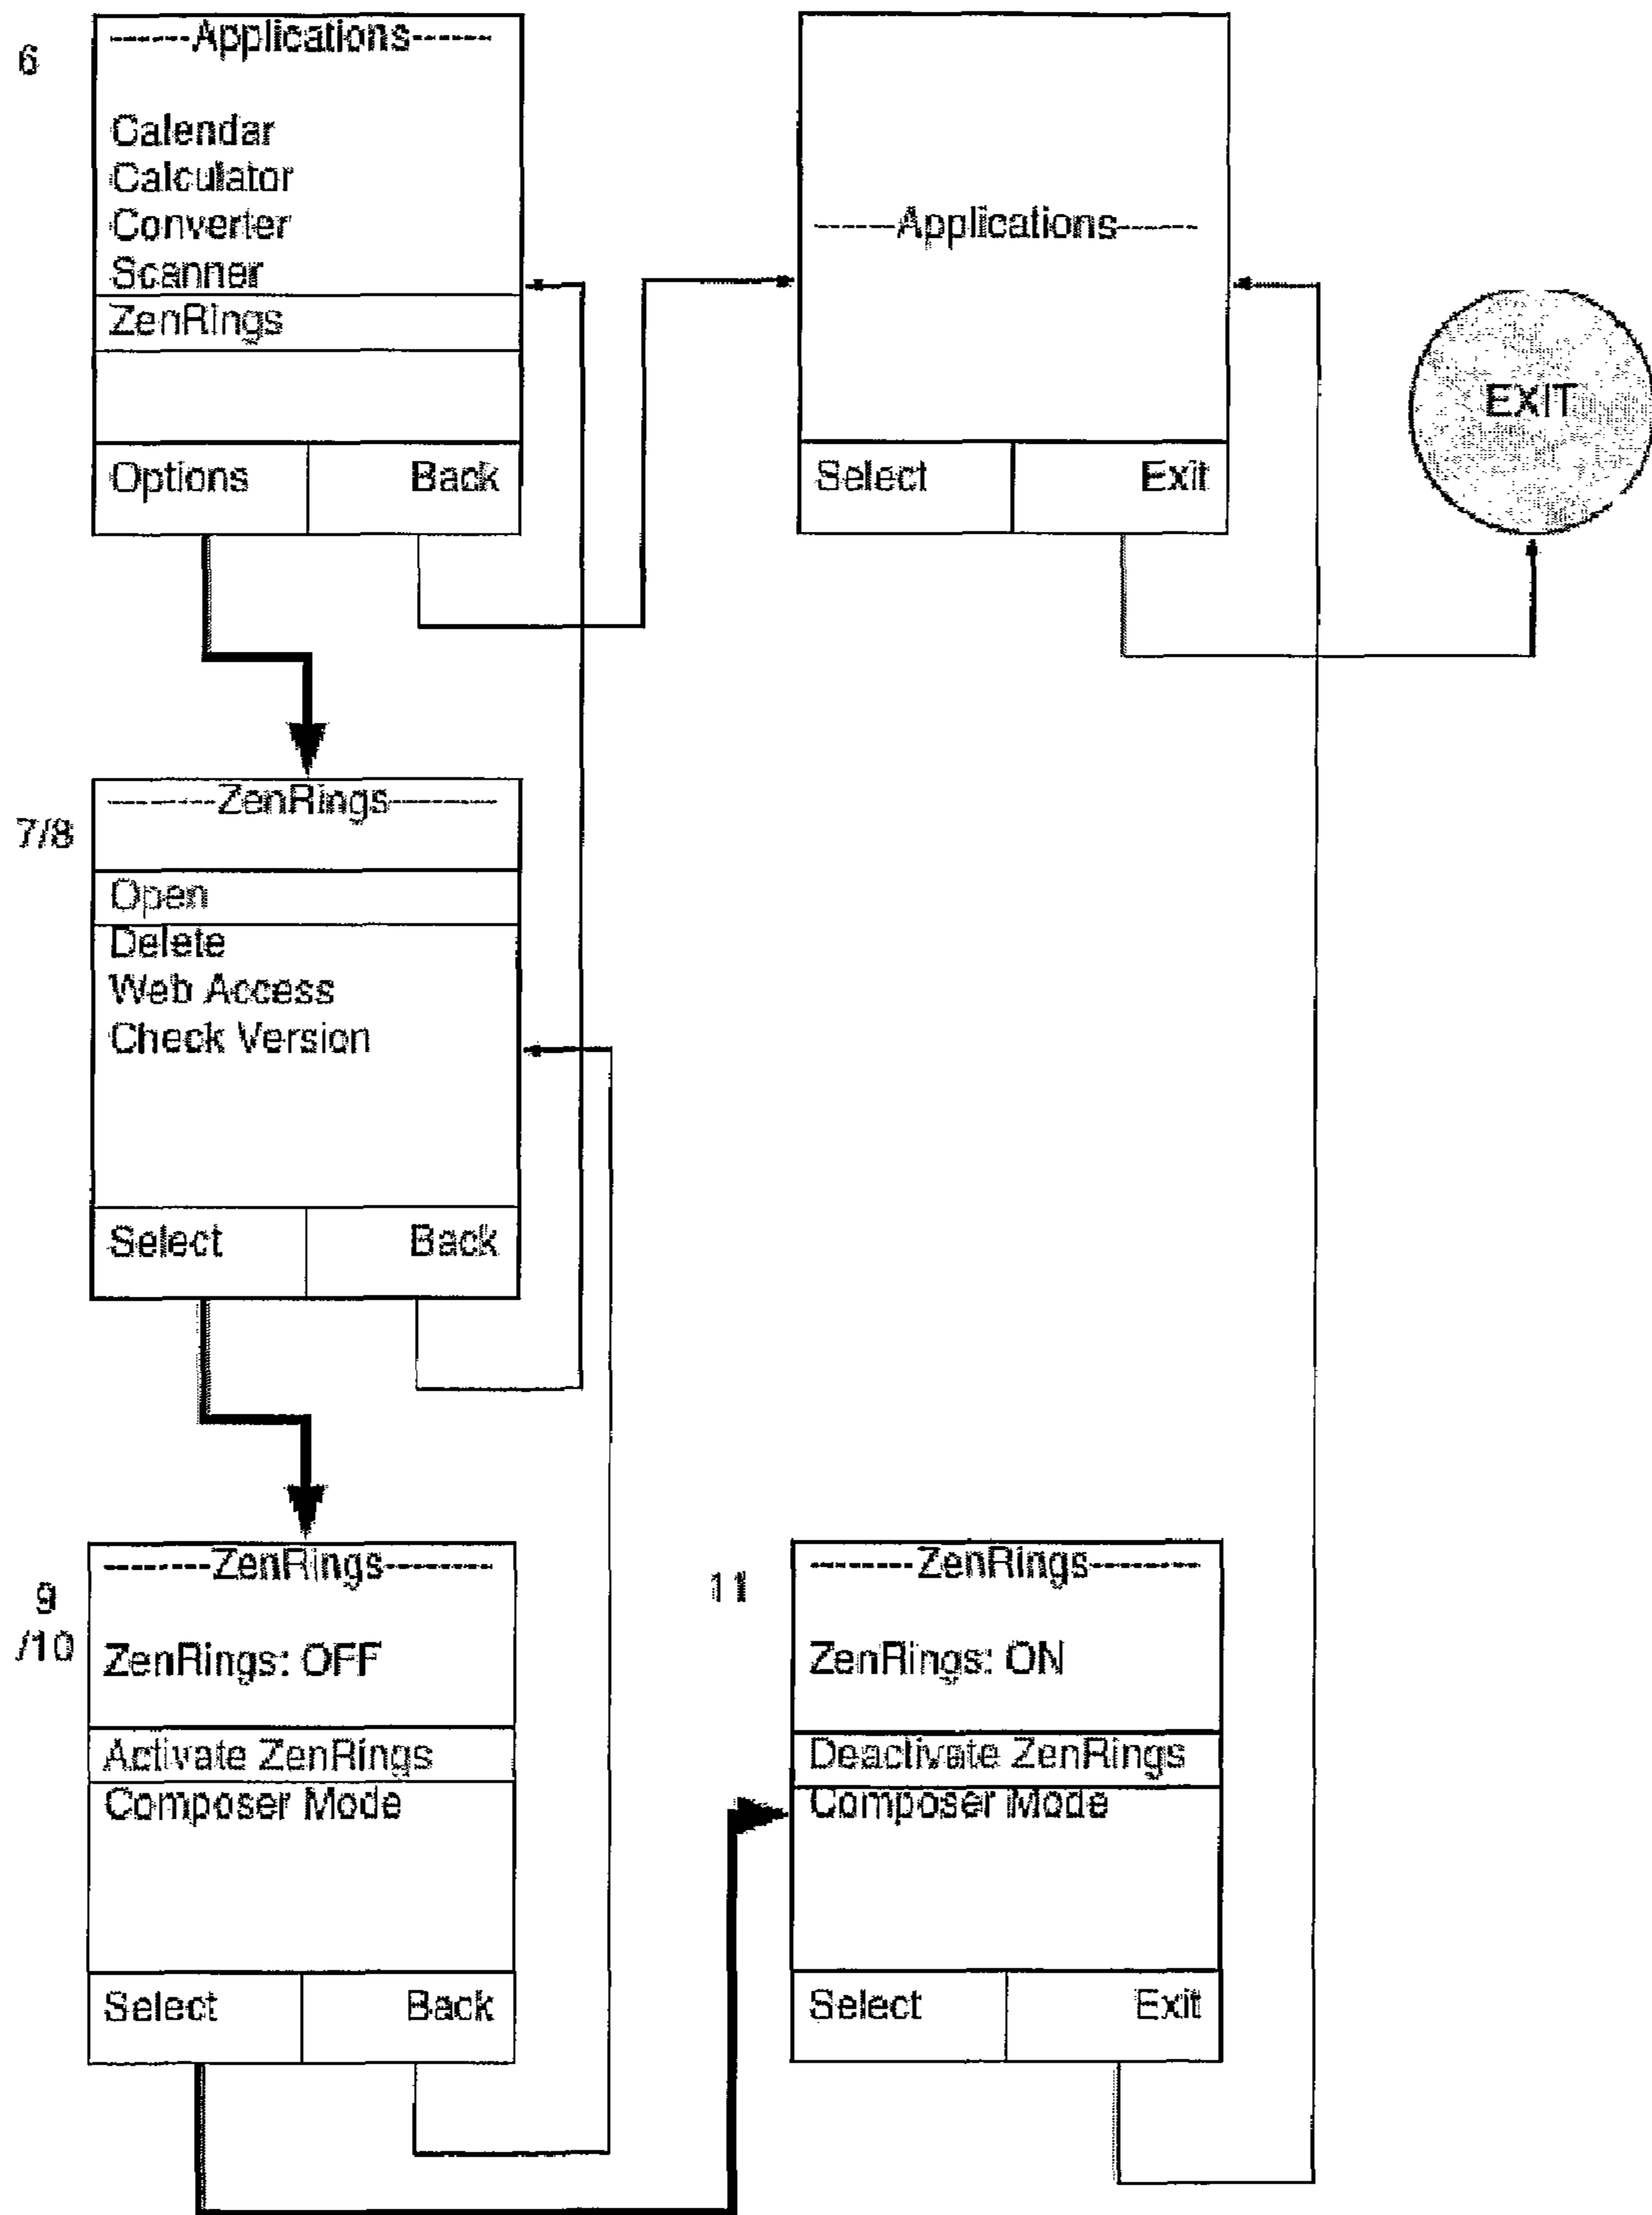 6
------Applications------
Calendar
Calculator
Converter
Scanner
ZenRings
Options Back
------Applications------
Select Exit
EXIT
7/8
-------ZenRings-------
Open
Delete
Web Access
Check Version
Select Back
9
/10
--------ZenRings--------
ZenRings: OFF
Activate ZenRings
Composer Mode
Select Back
11
--------ZenRings--------
ZenRings: ON
Deactivate ZenRings
Composer Mode
Select Exit